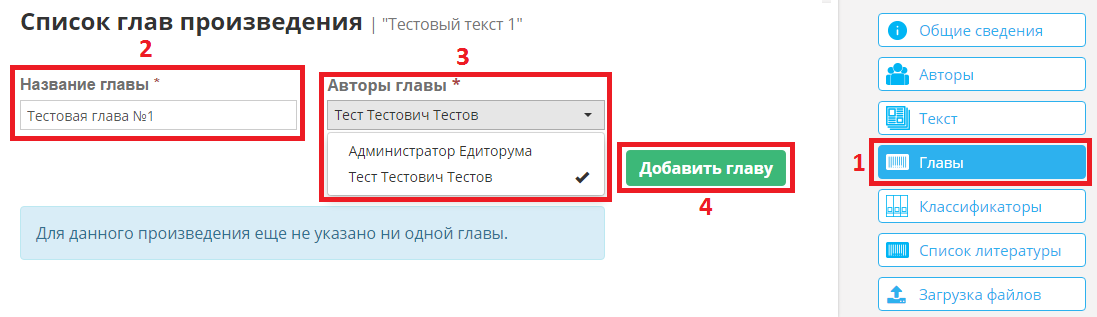 Список глав произведения | "Тестовый текст 1"
2
3
Название главы *
Авторы главы *
Тестовая глава №1
Тест Тестович Тестов
Администратор Едиторума
Тест Тестович Тестов
Добавить главу
4
Для данного произведения еще не указано ни одной главы.
Общие сведения
Авторы
Текст
1
Главы
Классификаторы
Список литературы
Загрузка файлов